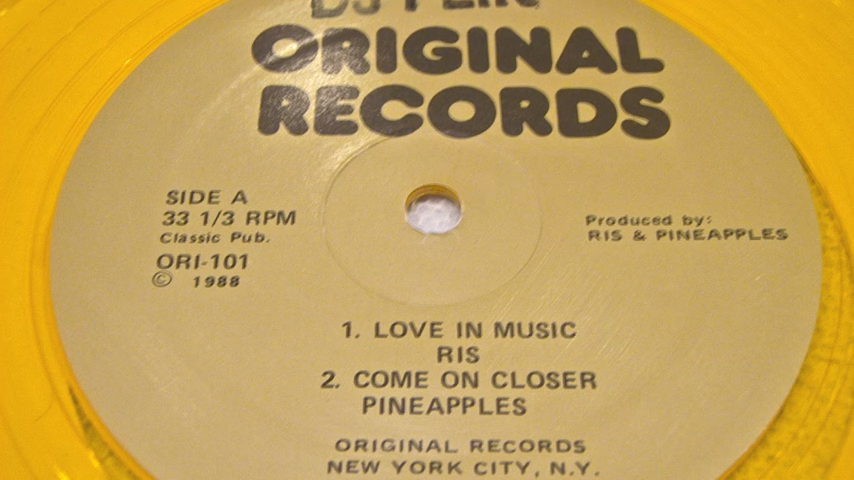 ORIGINAL
RECORDS
SIDE A
33 1/3 RPM
Classic Pub.
ORI-101
© 1988
Produced by:
RIS & PINEAPPLES
1. LOVE IN MUSIC
RIS
2. COME ON CLOSER
PINEAPPLES
ORIGINAL RECORDS
NEW YORK CITY, N.Y.